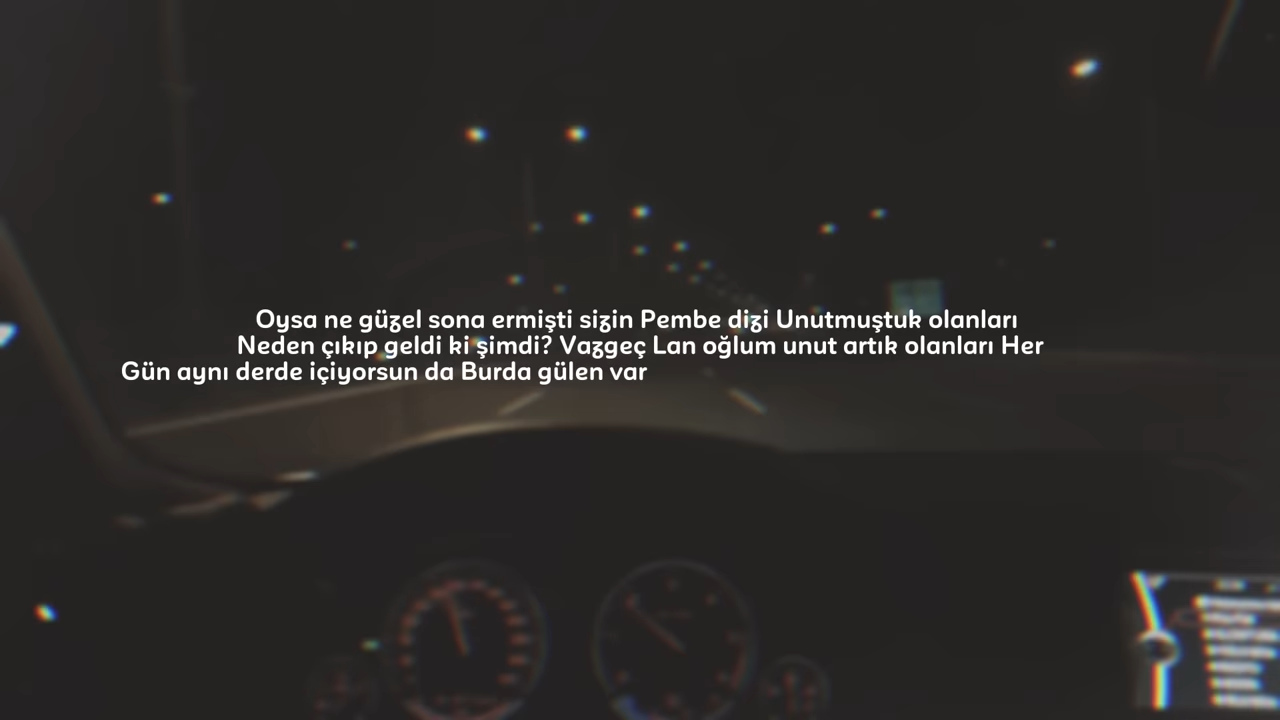 Oysa ne güzel sona ermişti sizin Pembe dizi Unutmuştuk olanları
Neden çıkıp geldi ki şimdi? Vazgeç Lan oğlum unut artık olanları Her
Gün aynı derde içiyorsun da Burda gülen var